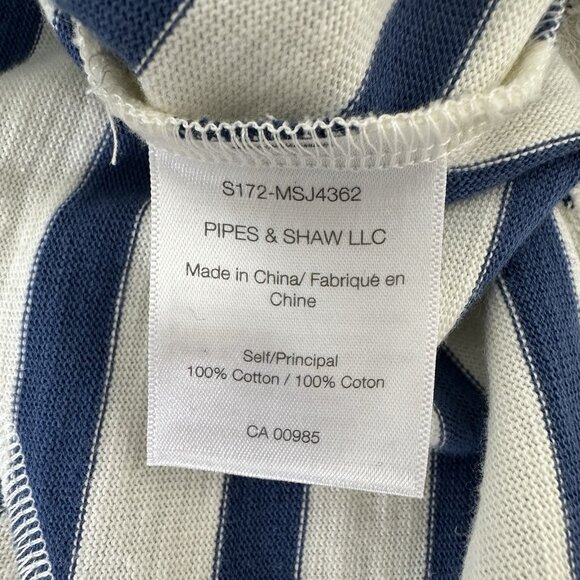 S172-MSJ4362
PIPES & SHAW LLC
Made in China/ Fabriqué en
Chine
Self/Principal
100% Cotton / 100% Coton
CA 00985